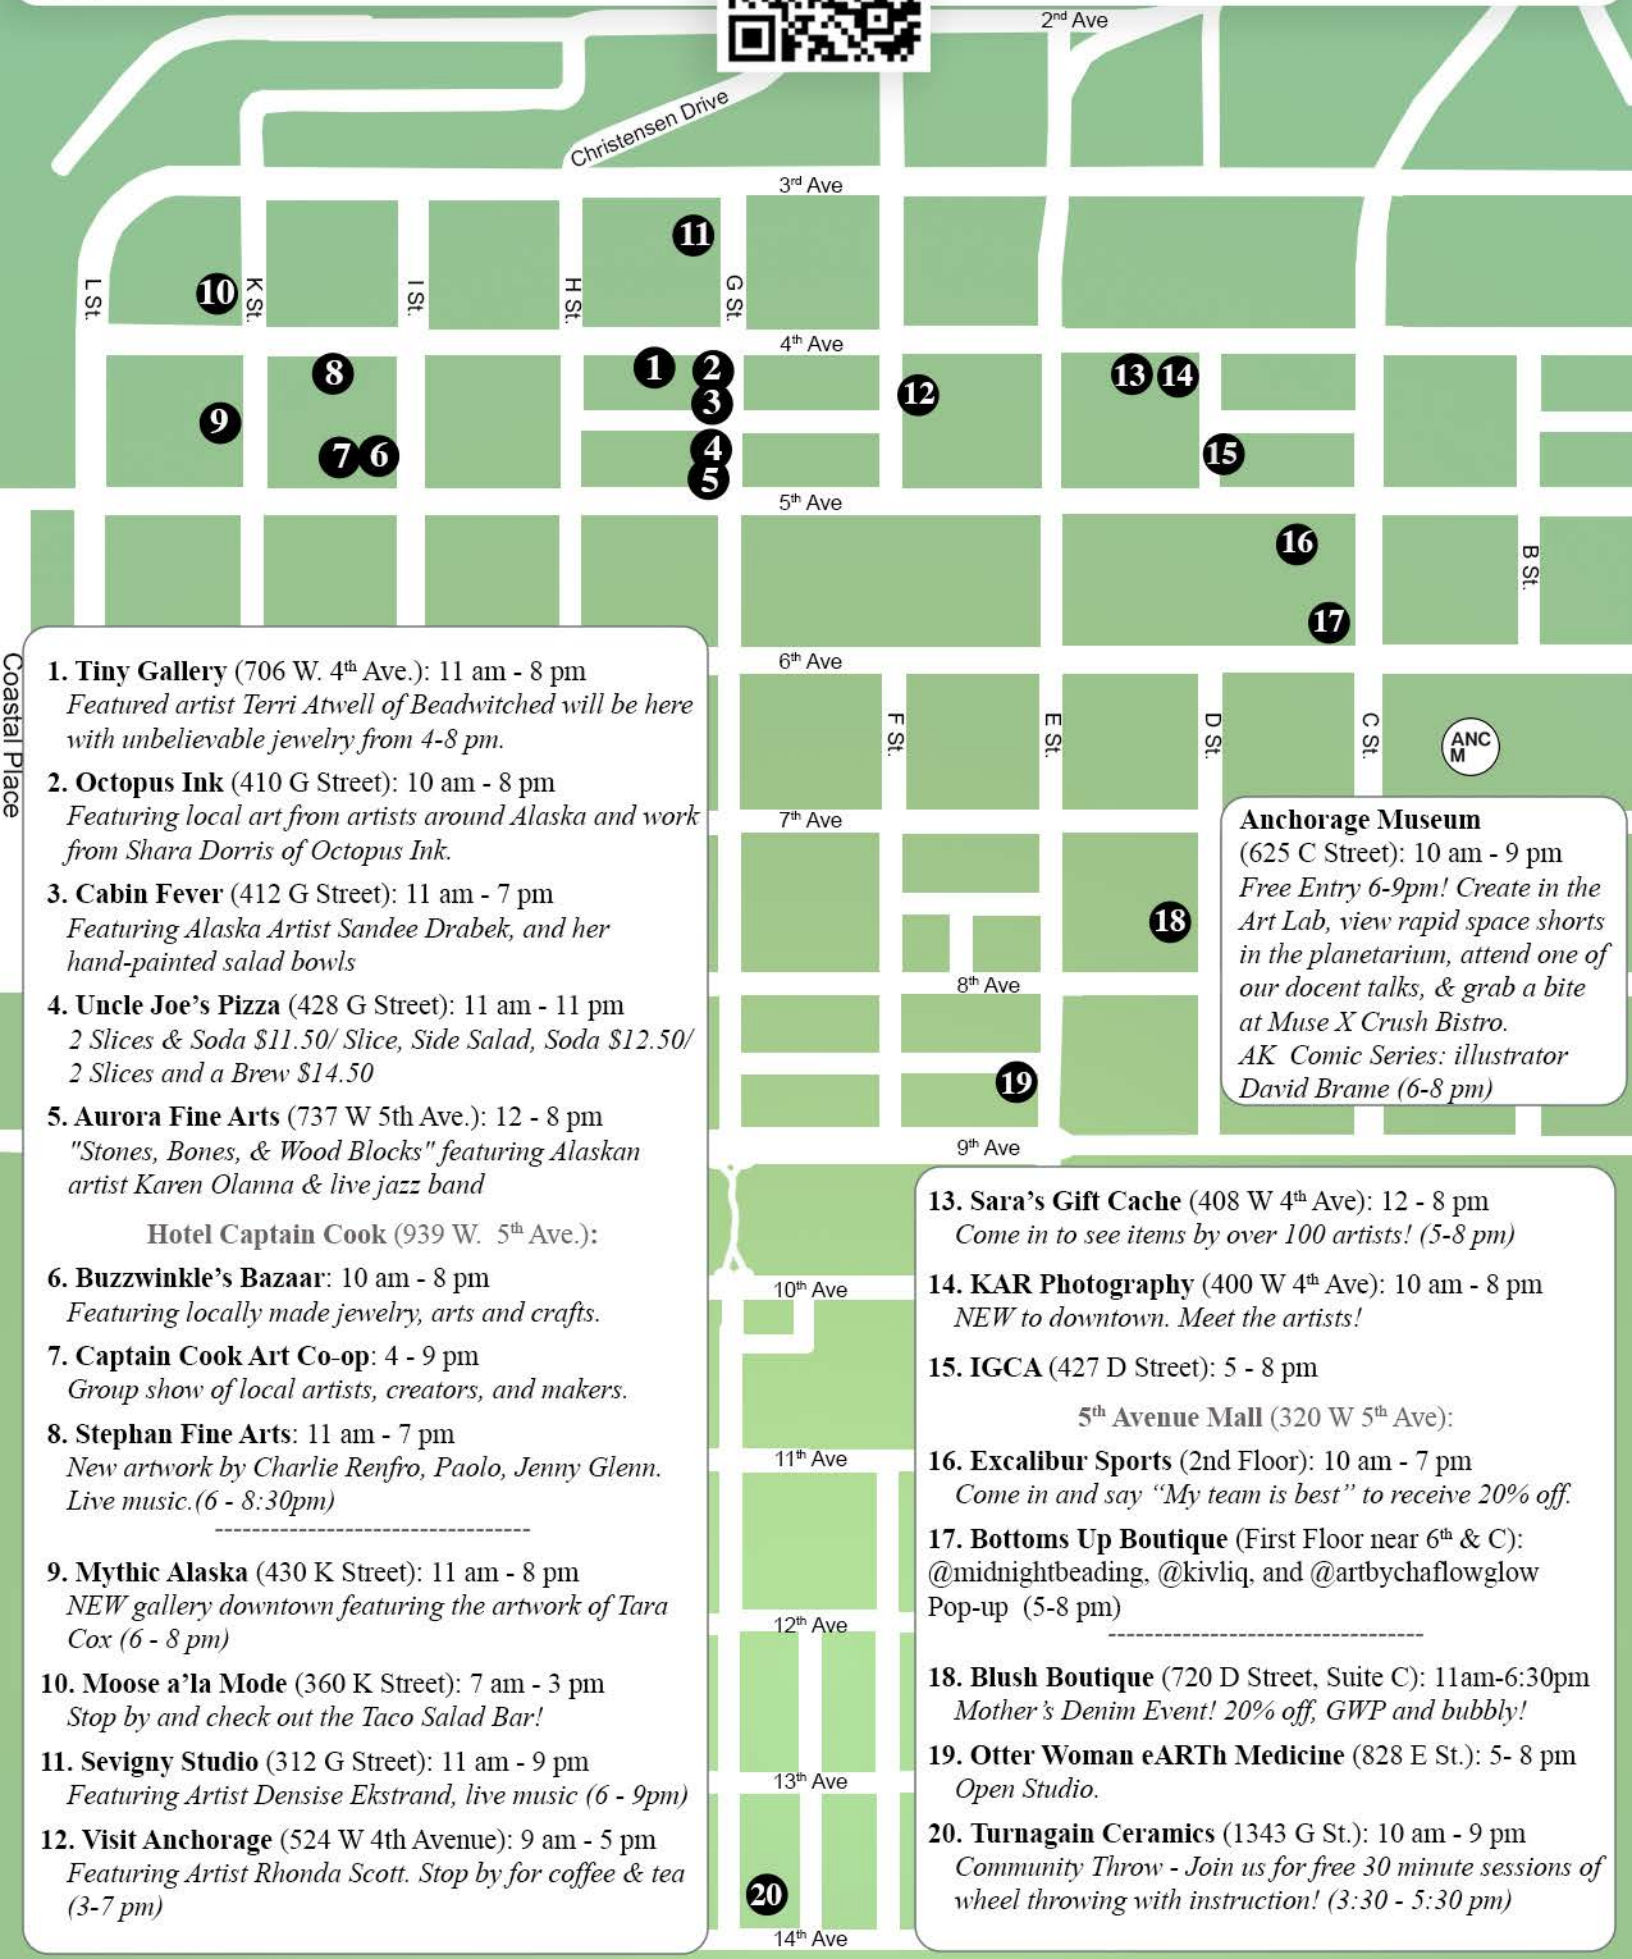 2nd Ave
Christensen Drive
3rd Ave
11
10
L St.
K St.
I St.
H St.
G St.
4th Ave
1
2
3
4
5
6
7
8
9
12
13
14
15
5th Ave
16
17
B St.
Coastal Place
6th Ave
F St.
E St.
D St.
C St.
ANC
M
7th Ave
18
8th Ave
19
9th Ave
10th Ave
11th Ave
12th Ave
13th Ave
20
14th Ave
1. Tiny Gallery (706 W. 4th Ave.): 11 am - 8 pm
Featured artist Terri Atwell of Beadwitched will be here
with unbelievable jewelry from 4-8 pm.
2. Octopus Ink (410 G Street): 10 am - 8 pm
Featuring local art from artists around Alaska and work
from Shara Dorris of Octopus Ink.
3. Cabin Fever (412 G Street): 11 am - 7 pm
Featuring Alaska Artist Sandee Drabek, and her
hand-painted salad bowls
4. Uncle Joe's Pizza (428 G Street): 11 am - 11 pm
2 Slices & Soda $11.50/ Slice, Side Salad, Soda $12.50/
2 Slices and a Brew $14.50
5. Aurora Fine Arts (737 W 5th Ave.): 12 - 8 pm
"Stones, Bones, & Wood Blocks" featuring Alaskan
artist Karen Olanna & live jazz band
Hotel Captain Cook (939 W. 5th Ave.):
6. Buzzwinkle's Bazaar: 10 am - 8 pm
Featuring locally made jewelry, arts and crafts.
7. Captain Cook Art Co-op: 4 - 9 pm
Group show of local artists, creators, and makers.
8. Stephan Fine Arts: 11 am - 7 pm
New artwork by Charlie Renfro, Paolo, Jenny Glenn.
Live music.(6 - 8:30pm)
----------------------------------
9. Mythic Alaska (430 K Street): 11 am - 8 pm
NEW gallery downtown featuring the artwork of Tara
Cox (6 - 8 pm)
10. Moose a'la Mode (360 K Street): 7 am - 3 pm
Stop by and check out the Taco Salad Bar!
11. Sevigny Studio (312 G Street): 11 am - 9 pm
Featuring Artist Densise Ekstrand, live music (6 - 9pm)
12. Visit Anchorage (524 W 4th Avenue): 9 am - 5 pm
Featuring Artist Rhonda Scott. Stop by for coffee & tea
(3-7 pm)
Anchorage Museum
(625 C Street): 10 am - 9 pm
Free Entry 6-9pm! Create in the
Art Lab, view rapid space shorts
in the planetarium, attend one of
our docent talks, & grab a bite
at Muse X Crush Bistro.
AK Comic Series: illustrator
David Brame (6-8 pm)
13. Sara's Gift Cache (408 W 4th Ave): 12 - 8 pm
Come in to see items by over 100 artists! (5-8 pm)
14. KAR Photography (400 W 4th Ave): 10 am - 8 pm
NEW to downtown. Meet the artists!
15. IGCA (427 D Street): 5 - 8 pm
5th Avenue Mall (320 W 5th Ave):
16. Excalibur Sports (2nd Floor): 10 am - 7 pm
Come in and say “My team is best” to receive 20% off.
17. Bottoms Up Boutique (First Floor near 6th & C):
@midnightbeading, @kivliq, and @artbychaflowglow
Pop-up (5-8 pm)
----------------------------------
18. Blush Boutique (720 D Street, Suite C): 11am-6:30pm
Mother's Denim Event! 20% off, GWP and bubbly!
19. Otter Woman eARTh Medicine (828 E St.): 5- 8 pm
Open Studio.
20. Turnagain Ceramics (1343 G St.): 10 am - 9 pm
Community Throw - Join us for free 30 minute sessions of
wheel throwing with instruction! (3:30 - 5:30 pm)